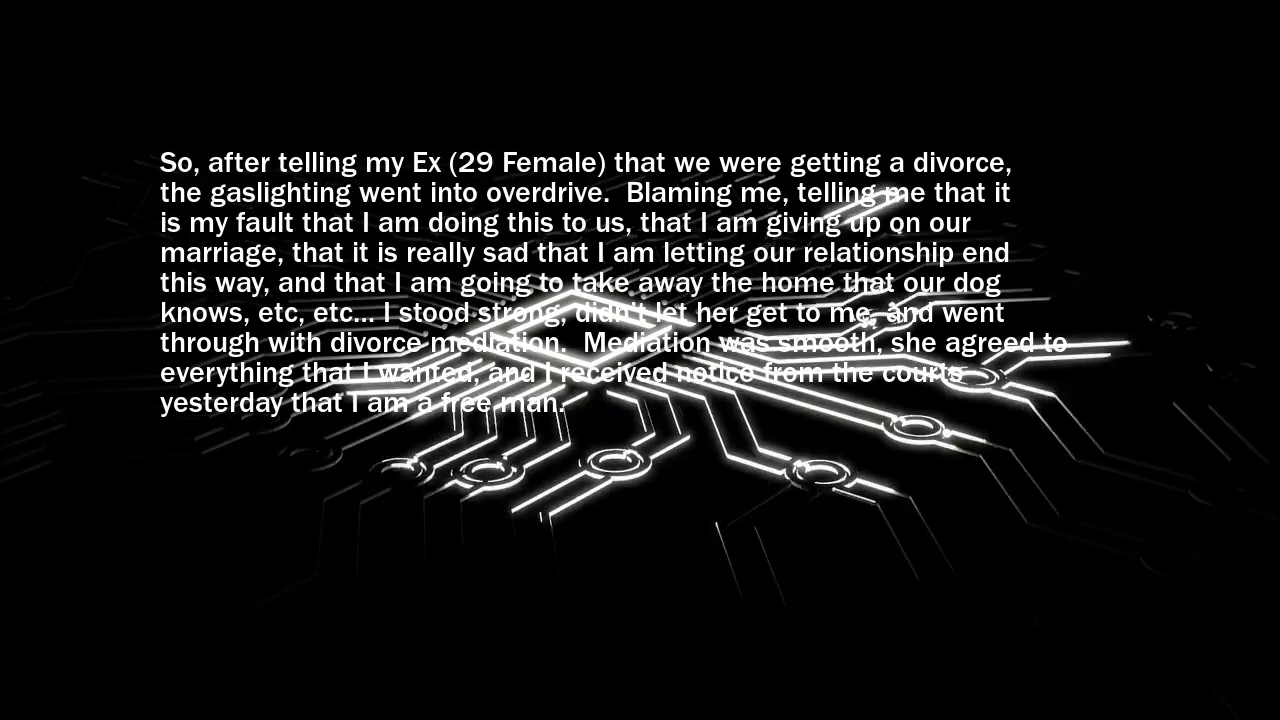 So, after telling my Ex (29 Female) that we were getting a divorce,
the gaslighting went into overdrive.  Blaming me, telling me that it
is my fault that I am doing this to us, that I am giving up on our
marriage, that it is really sad that I am letting our relationship end
this way, and that I am going to take away the home that our dog
knows, etc, etc... I stood strong, didn't let her get to me, and went
through with divorce mediation.  Mediation was smooth, she agreed to
everything that I wanted, and I received notice from the courts
yesterday that I am a free man.